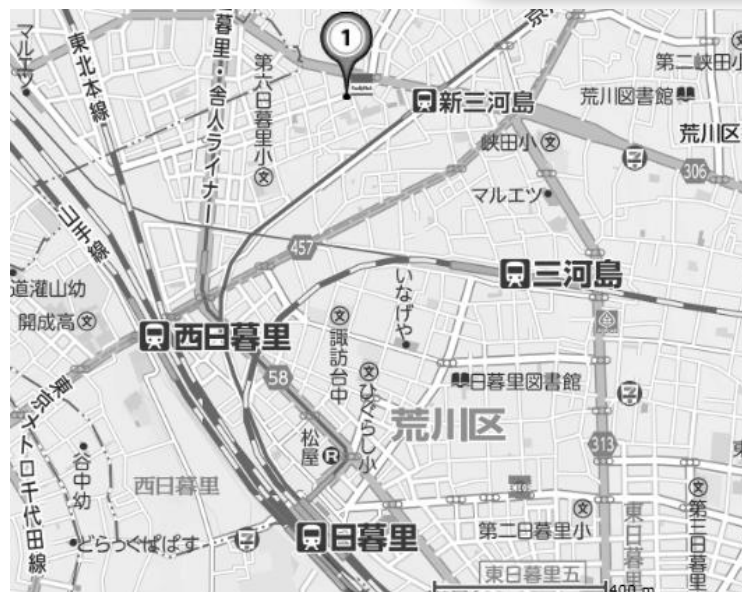 1
マルエツ
東北本線
日暮里・舎人ライナー
第六日暮里小
FamilyMart
京
新三河島
第二峡田小
荒川図書館
荒川区
峡田小
306
マルエツ
山手線
457
三河島
道灌山幼
開成高
西日暮里
いなげや
諏訪台中
58
ひぐらし小
日暮里図書館
荒川区
313
松屋
R
東京メトロ千代田線
谷中幼
西日暮里
どらっぐぱぱす
日暮里
第二日暮里小
東日暮里
第三日暮里
東日暮里五
400 m